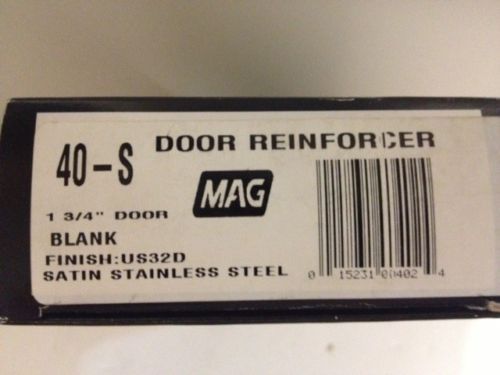 40-S DOOR REINFORCER
MAG
1 3/4" DOOR
BLANK
FINISH:US32D
SATIN STAINLESS STEEL
0 15231 00402 4